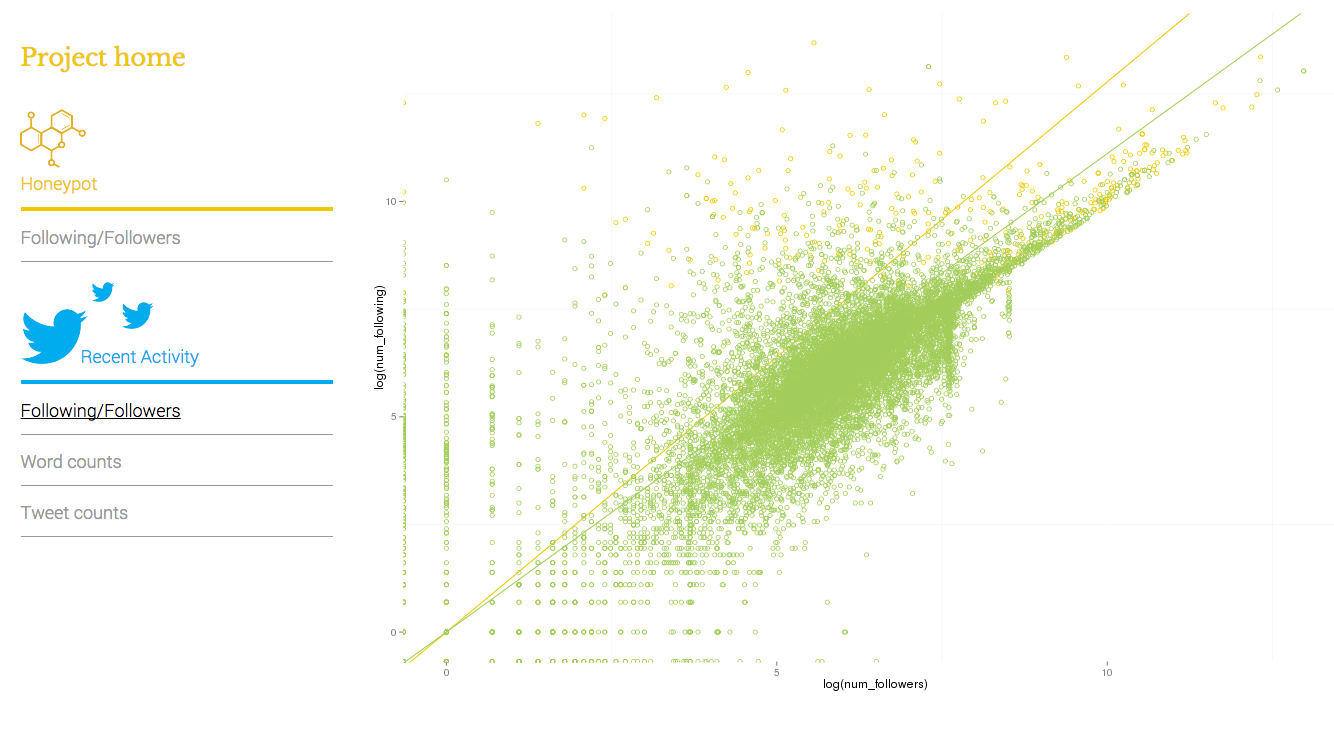 Project home
Honeypot
Following/Followers
Recent Activity
Following/Followers
Word counts
Tweet counts
log(num_following)
10
5
0
0
5
10
log(num_followers)